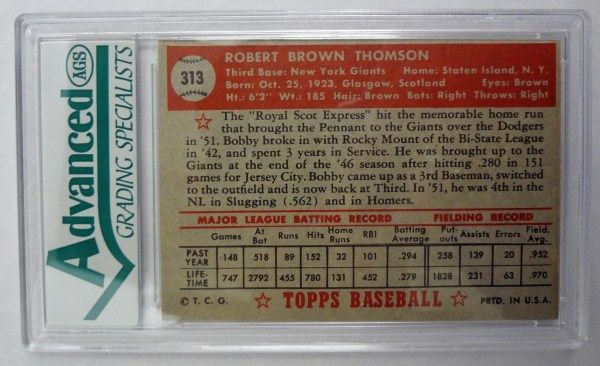 Advanced
AGS
GRADING SPECIALISTS
313
ROBERT BROWN THOMSON
Third Base: New York Giants Home: Staten Island, N. Y.
Born: Oct. 25, 1923, Glasgow, Scotland Eyes: Brown
Ht.: 6'2" Wt.: 185 Hair: Brown Bats: Right Throws: Right
The "Royal Scot Express" hit the memorable home run
that brought the Pennant to the Giants over the Dodgers
in '51. Bobby broke in with Rocky Mount of the Bi-State League
in '42, and spent 3 years in Service. He was brought up to the
Giants at the end of the '46 season after hitting .280 in 151
games for Jersey City. Bobby came up as a 3rd Baseman, switched
to the outfield and is now back at Third. In '51, he was 4th in the
NL in Slugging (.562) and in Homers.
MAJOR LEAGUE BATTING RECORD FIELDING RECORD
Games At Bat Runs Hits Home Runs RBI Batting Average Put-outs Assists Errors Field. Avg.
PAST YEAR 148 518 89 152 32 101 .294 258 139 20 .952
LIFE-TIME 747 2792 455 780 131 452 .279 1828 231 63 .970
© T. C. G. TOPPS BASEBALL PRTD. IN U.S.A.